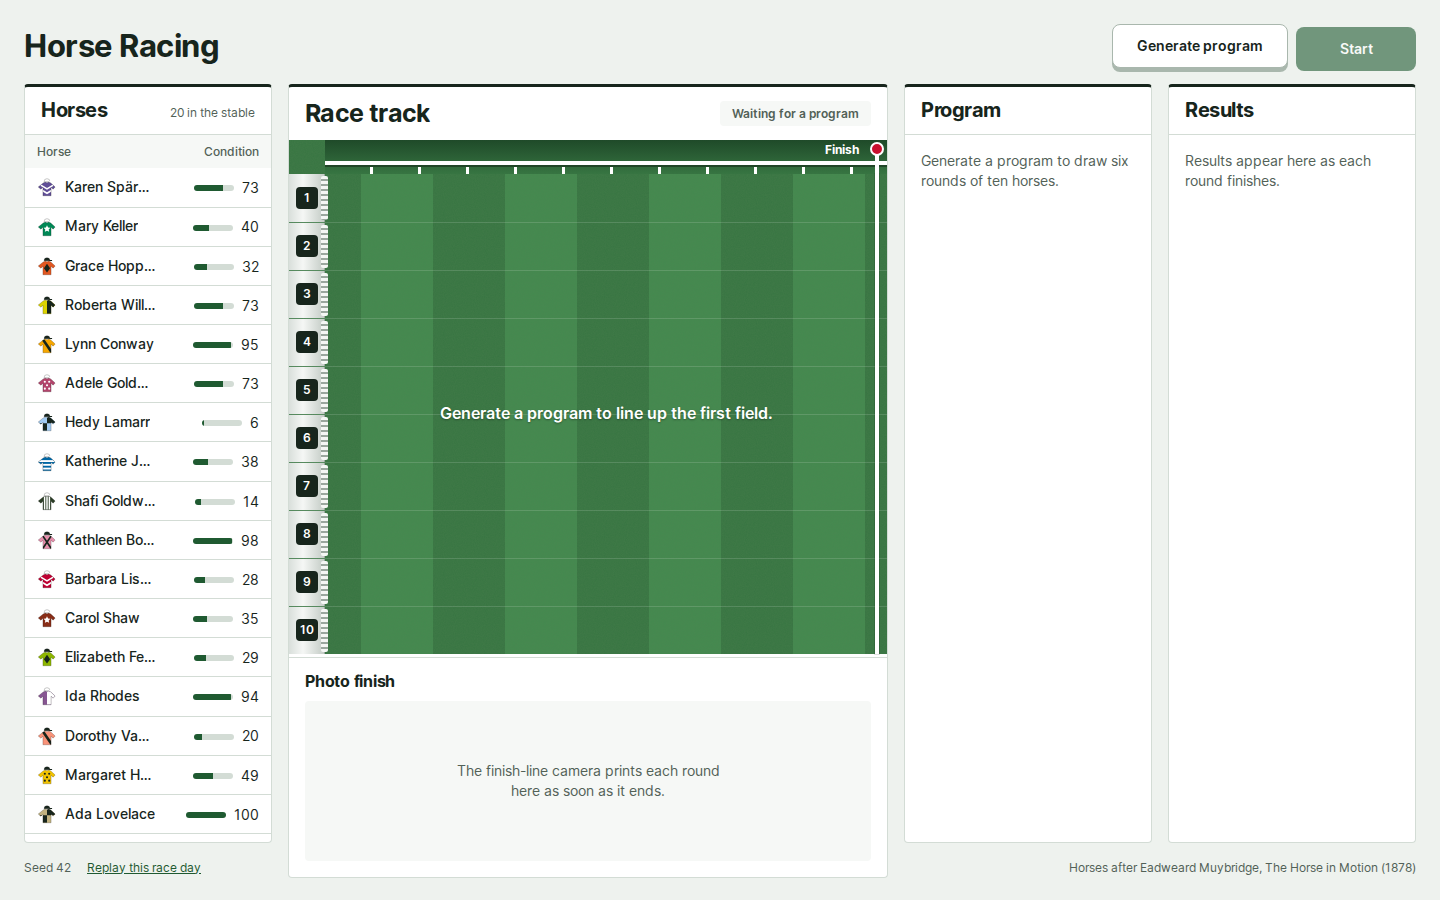 Horse Racing
Generate program
Start
Horses
20 in the stable
Horse
Condition
Karen Spär...
73
Mary Keller
40
Grace Hopp...
32
Roberta Will...
73
Lynn Conway
95
Adele Gold...
73
Hedy Lamarr
6
Katherine J...
38
Shafi Goldw...
14
Kathleen Bo...
98
Barbara Lis...
28
Carol Shaw
35
Elizabeth Fe...
29
Ida Rhodes
94
Dorothy Va...
20
Margaret H...
49
Ada Lovelace
100
Race track
Waiting for a program
Finish
1
2
3
4
5
6
7
8
9
10
Generate a program to line up the first field.
Photo finish
The finish-line camera prints each round
here as soon as it ends.
Program
Generate a program to draw six
rounds of ten horses.
Results
Results appear here as each
round finishes.
Seed 42
Replay this race day
Horses after Eadweard Muybridge, The Horse in Motion (1878)